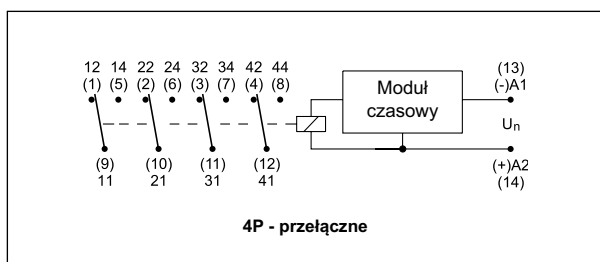 12 14 22 24 32 34 42 44
(1) (5) (2) (6) (3) (7) (4) (8)
(9) (10) (11) (12)
11 21 31 41
Moduł
czasowy
(13)
(-)A1
Un
(+)A2
(14)
4P - przełączne